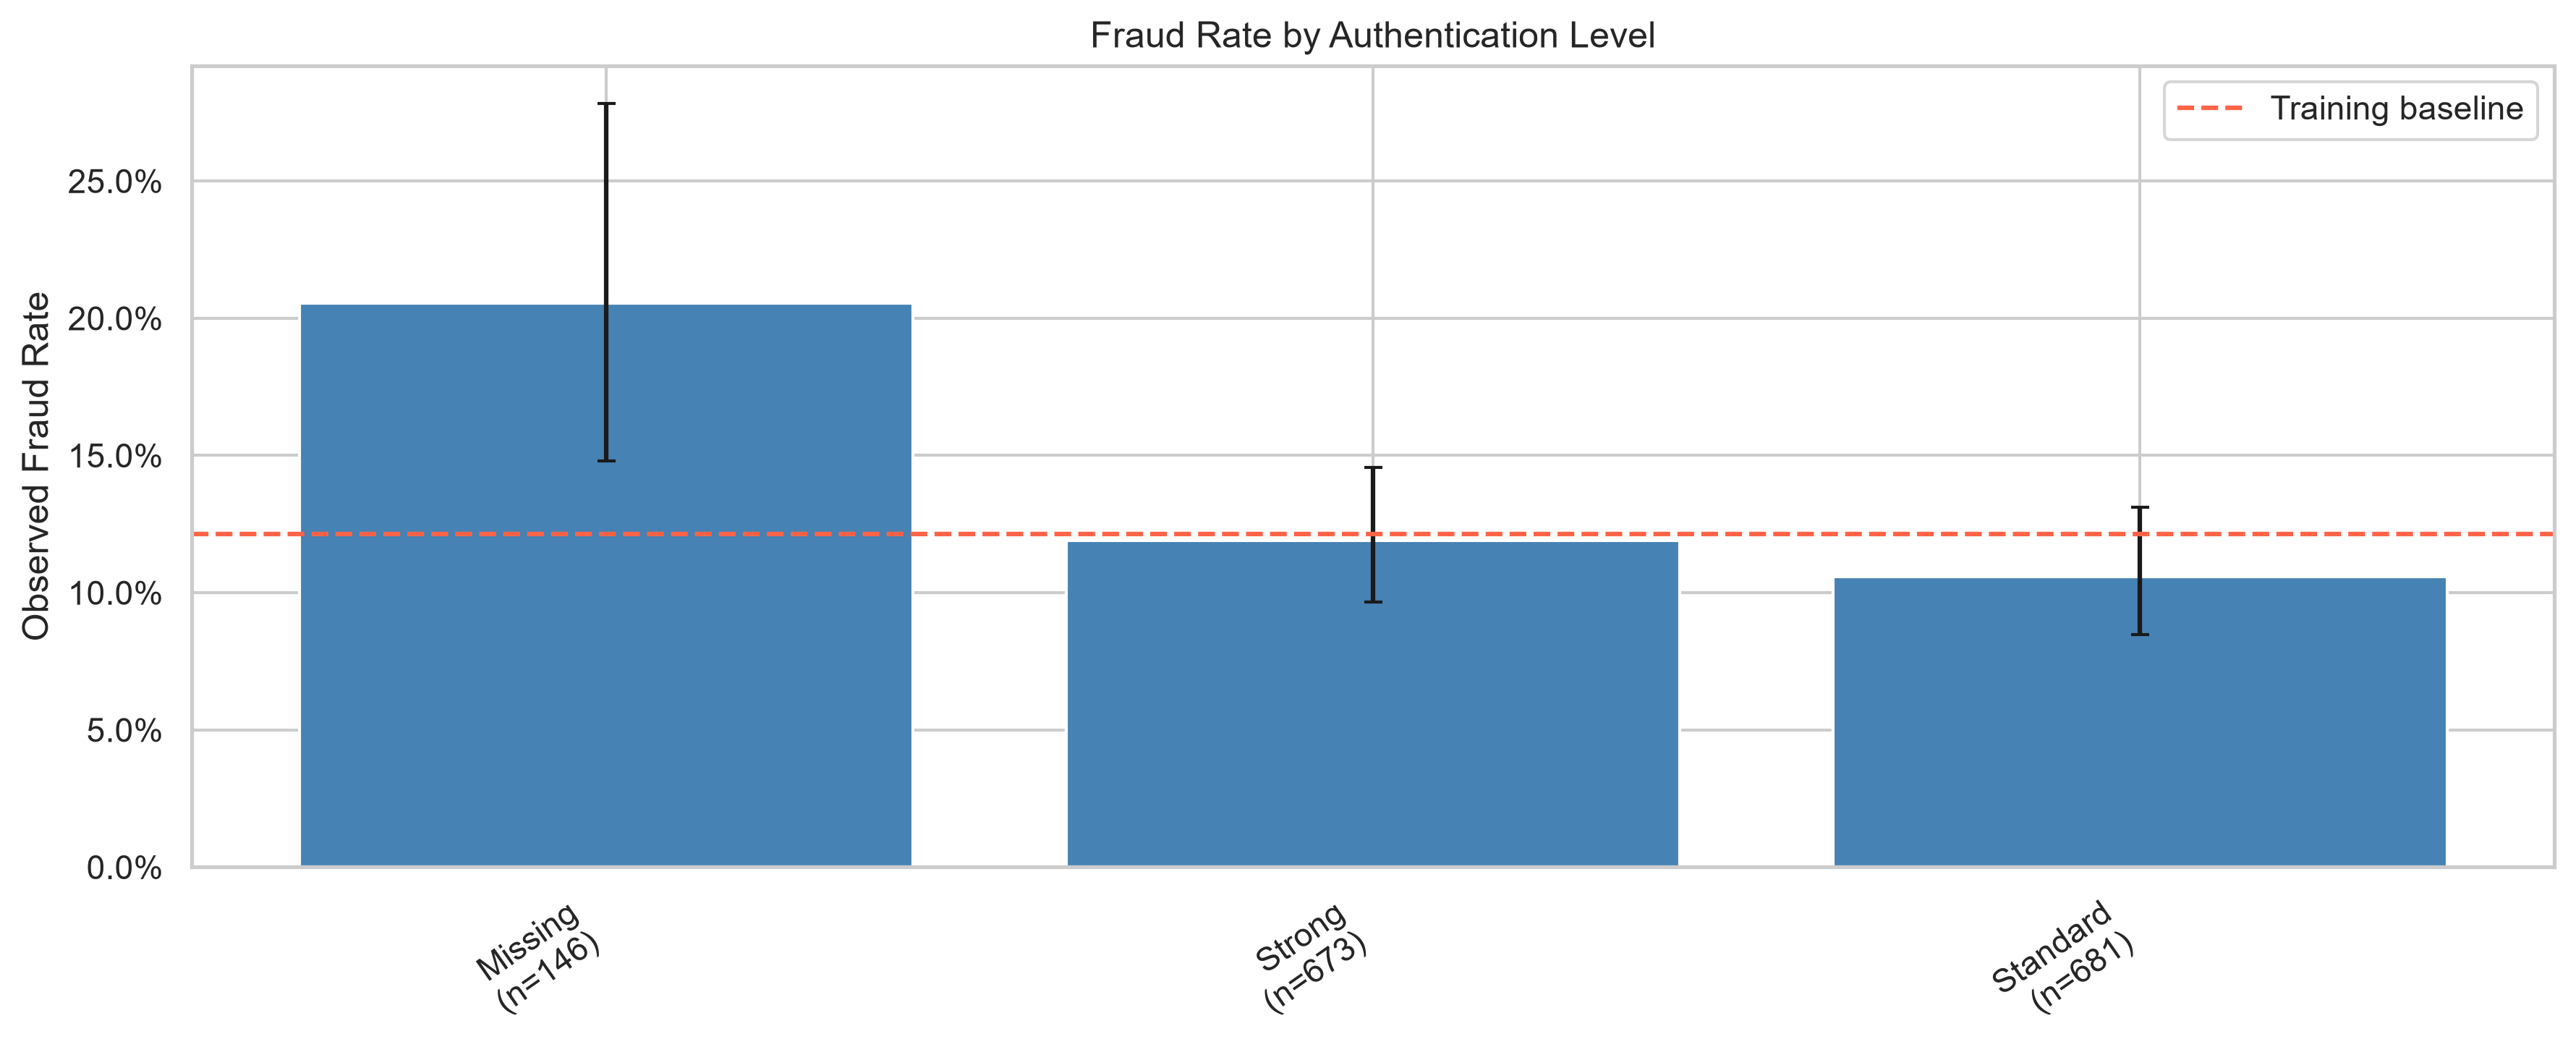 Fraud Rate by Authentication Level
Training baseline
Observed Fraud Rate
25.0%
20.0%
15.0%
10.0%
5.0%
0.0%
Missing
(n=146)
Strong
(n=673)
Standard
(n=681)